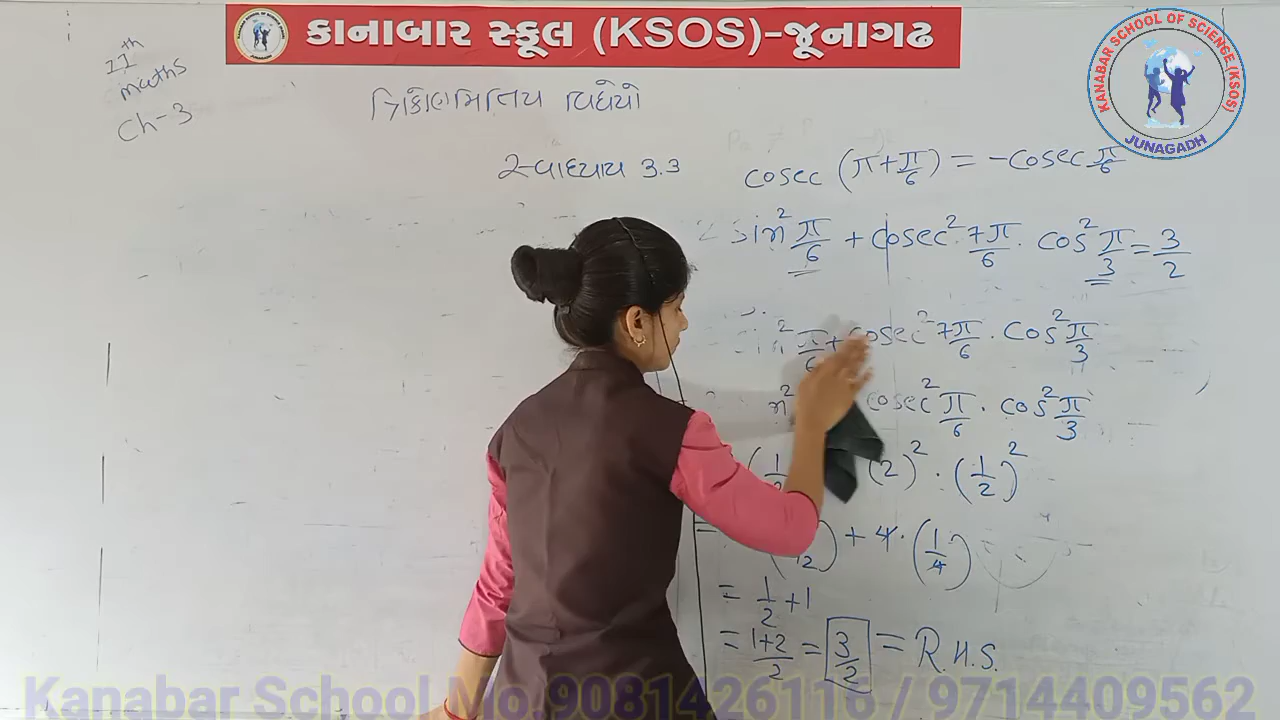 કાનાબાર સ્કૂલ (KSOS)-જૂનાગઢ
KANABAR SCHOOL OF SCIENCE (KSOS)
JUNAGADH
11th
maths
Ch-3
ત્રિકોણમિતિય વિધેયો
સ્વાધ્યાય 3.3
cosec (π+π/6) = -cosec π/6
2 sin² π/6 + cosec² 7π/6 · cos² π/3 = 3/2
sin² π/6 + cosec² 7π/6 · cos² π/3
cosec² π/6 · cos² π/3
(2)² · (1/2)²
= + 4 · (1/4)
= 1/2 + 1
= 1+2/2 = 3/2 = R.H.S.
Kanabar School Mo.9081426116 / 9714409562